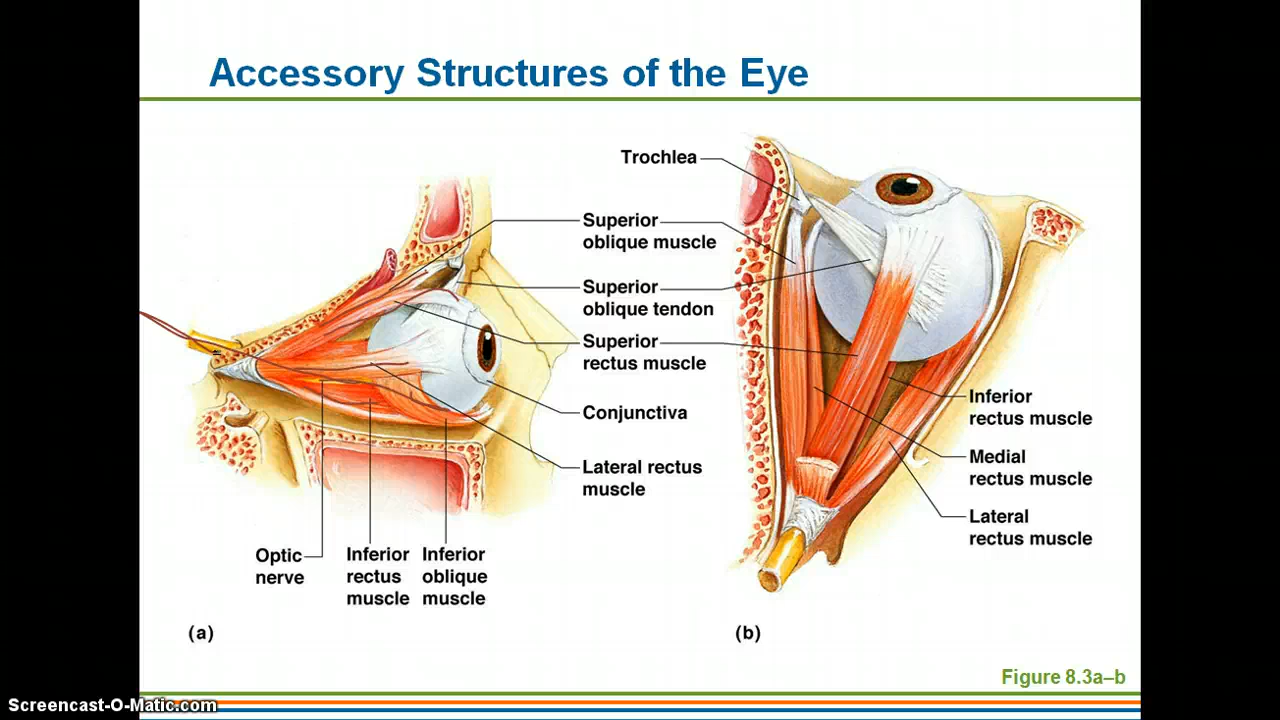 Accessory Structures of the Eye
Trochlea
Superior
oblique muscle
Superior
oblique tendon
Superior
rectus muscle
Conjunctiva
Lateral rectus
muscle
Optic
nerve
Inferior
rectus
muscle
Inferior
oblique
muscle
(a)
Inferior
rectus muscle
Medial
rectus muscle
Lateral
rectus muscle
(b)
Figure 8.3a–b
Screencast-O-Matic.com